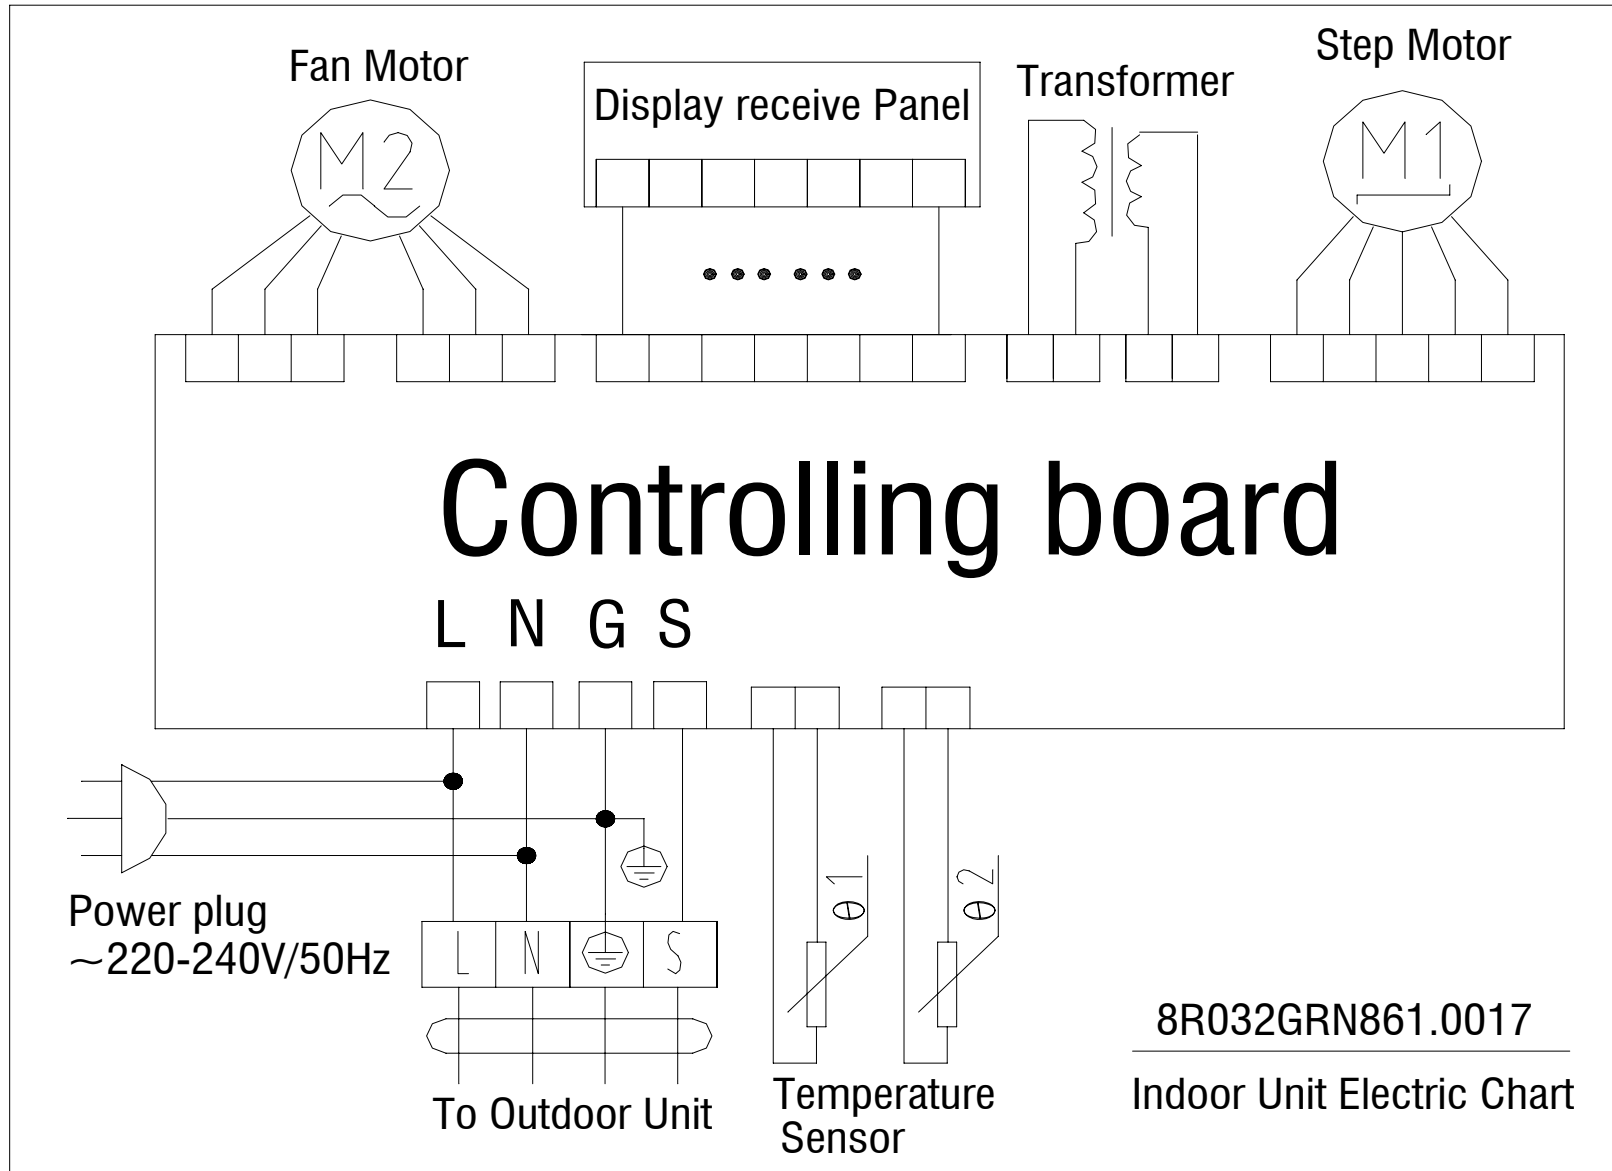 Fan Motor
Display receive Panel
Transformer
Step Motor
M2
M1
Controlling board
L N G S
Power plug
~220-240V/50Hz
L N S
θ1
θ2
To Outdoor Unit
Temperature
Sensor
8R032GRN861.0017
Indoor Unit Electric Chart